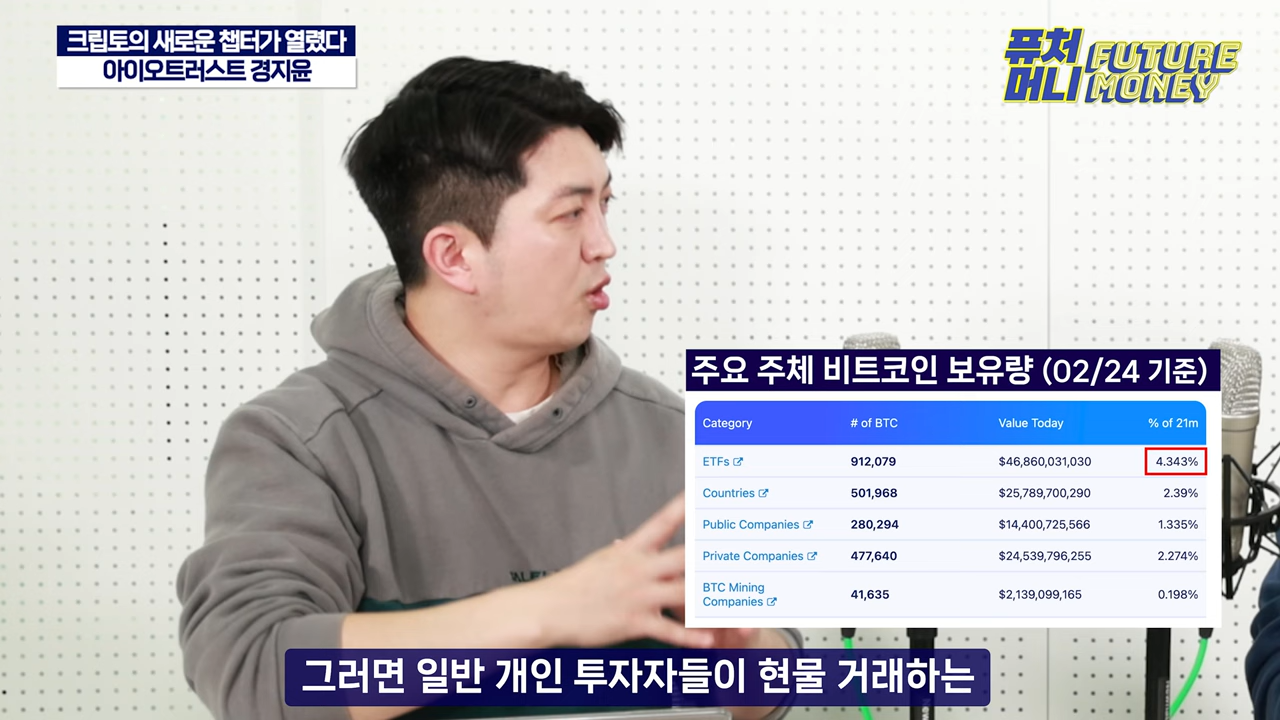 크립토의 새로운 챕터가 열렸다
아이오트러스트 경지윤
퓨처 FUTURE
머니 MONEY
주요 주체 비트코인 보유량 (02/24 기준)
Category # of BTC Value Today % of 21m
ETFs 912,079 $46,860,031,030 4.343%
Countries 501,968 $25,789,700,290 2.39%
Public Companies 280,294 $14,400,725,566 1.335%
Private Companies 477,640 $24,539,796,255 2.274%
BTC Mining
Companies 41,635 $2,139,099,165 0.198%
그러면 일반 개인 투자자들이 현물 거래하는